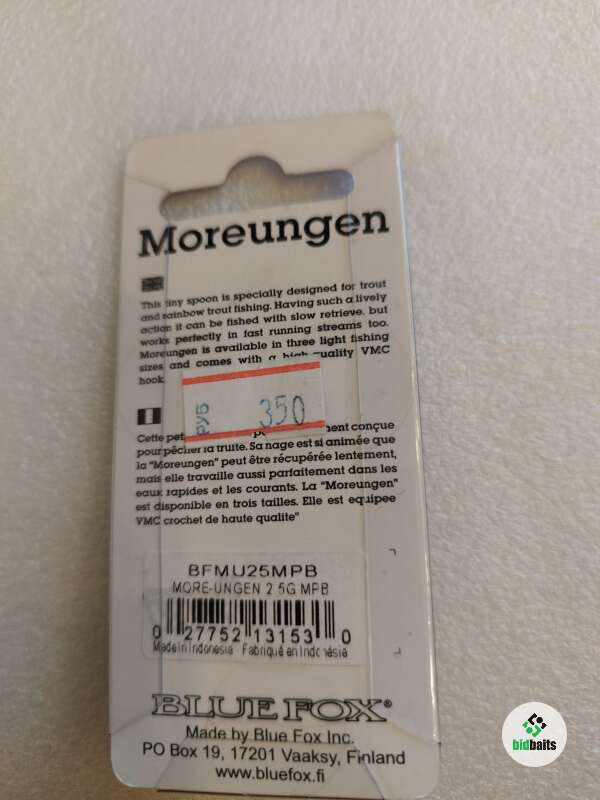 Moreungen
This tiny spoon is specially designed for trout
and rainbow trout fishing. Having such a lively
action it can be fished with slow retrieve. but
works perfectly in fast running streams too.
Moreungen is available in three light fishing
sizes and comes with a high quality VMC
hook
РУБ 350
Cette conçue
pour pêcher la truite. Sa nage est si animée que
la "Moreungen" peut être récupérée lentement,
mais elle travaille aussi parfaitement dans les
eaux rapides et les courants. La "Moreungen"
est disponible en trois tailles. Elle est equipee
VMC crochet de haute qualite"
BFMU25MPB
MORE-UNGEN 2 5G MPB
0 27752 13153 0
Made in Indonesia Fabriqué en Indonésie
BLUE FOX®
Made by Blue Fox Inc.
PO Box 19, 17201 Vaaksy, Finland
www.bluefox.fi
bidbaits